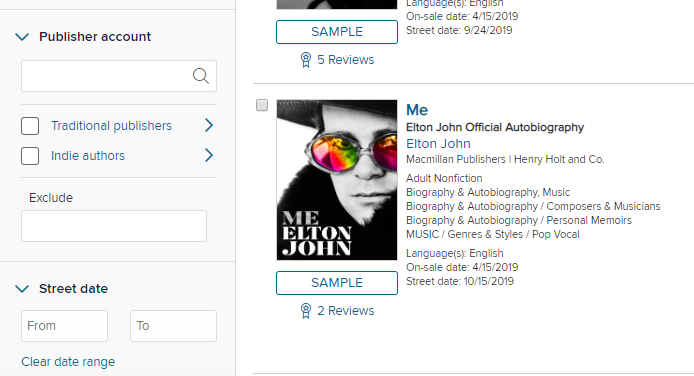 Publisher account
Traditional publishers
Indie authors
Exclude
Street date
From
To
Clear date range
Language(s): English
On-sale date: 4/15/2019
Street date: 9/24/2019
SAMPLE
5 Reviews
ME
ELTON
JOHN
Me
Elton John Official Autobiography
Elton John
Macmillan Publishers | Henry Holt and Co.
Adult Nonfiction
Biography & Autobiography, Music
Biography & Autobiography / Composers & Musicians
Biography & Autobiography / Personal Memoirs
MUSIC / Genres & Styles / Pop Vocal
Language(s): English
On-sale date: 4/15/2019
Street date: 10/15/2019
SAMPLE
2 Reviews